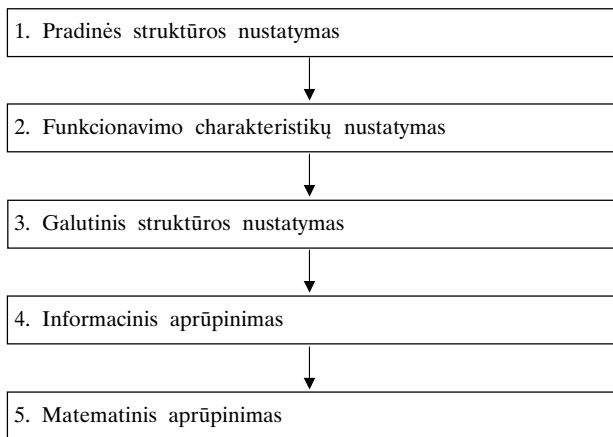 1. Pradinės struktūros nustatymas
2. Funkcionavimo charakteristikų nustatymas
3. Galutinis struktūros nustatymas
4. Informacinis aprūpinimas
5. Matematinis aprūpinimas